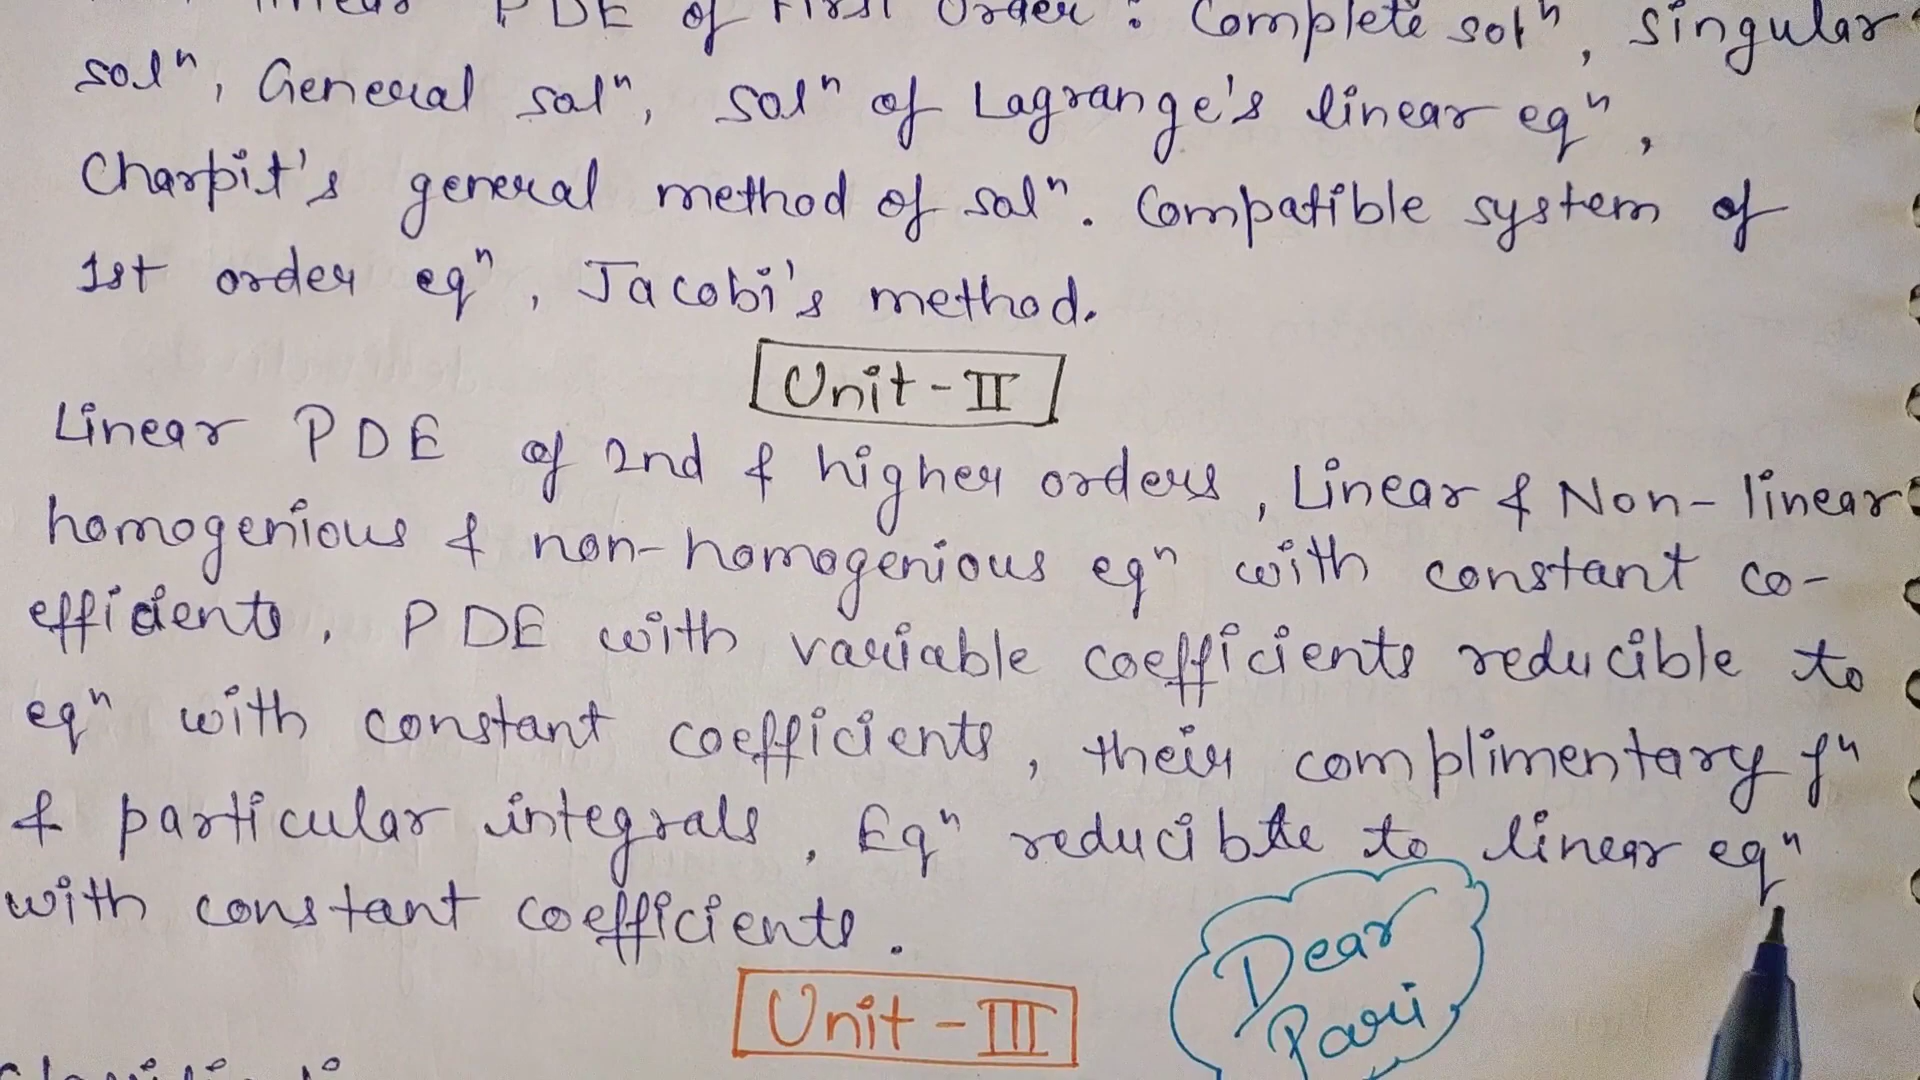 PDE of First Order : Complete solⁿ, singular
solⁿ, General solⁿ, solⁿ of Lagrange's linear eqⁿ,
Charpit's general method of solⁿ. Compatible system of
1st order eqⁿ, Jacobi's method.
Unit-II
Linear PDE of 2nd & higher orders, Linear & Non-linear
homogenious & non-homogenious eqⁿ with constant co-
efficients. PDE with variable coefficients reducible to
eqⁿ with constant coefficients, their complimentary fⁿ
& particular integrals, Eqⁿ reducible to linear eqⁿ
with constant coefficients.
Dear
Pari
Unit-III